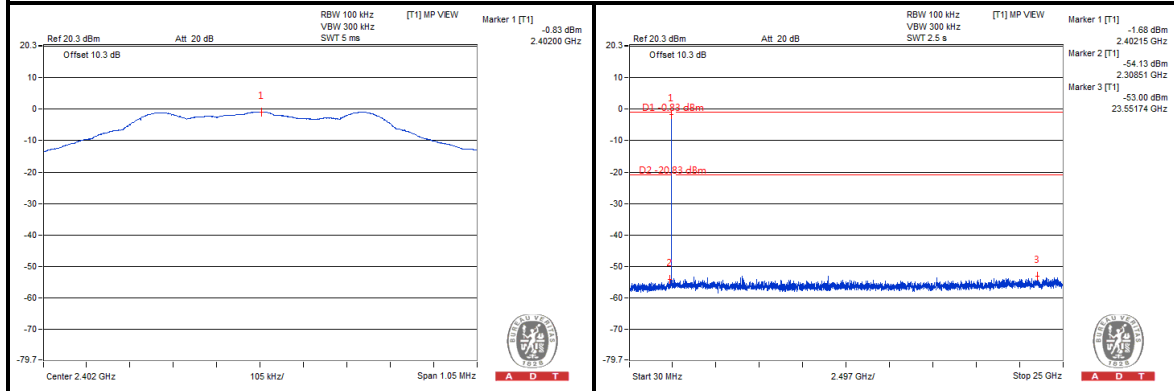 RBW 100 kHz [T1] MP VIEW
VBW 300 kHz
Ref 20.3 dBm Att 20 dB SWT 5 ms
Marker 1 [T1]
-0.83 dBm
2.40200 GHz
20.3
Offset 10.3 dB
10
1
0
-10
-20
-30
-40
-50
-60
-70
-79.7
Center 2.402 GHz 105 kHz/ Span 1.05 MHz
BUREAU VERITAS
1828
A D T
RBW 100 kHz [T1] MP VIEW
VBW 300 kHz
Ref 20.3 dBm Att 20 dB SWT 2.5 s
Marker 1 [T1]
-1.68 dBm
2.40215 GHz
Marker 2 [T1]
-54.13 dBm
2.30851 GHz
Marker 3 [T1]
-53.00 dBm
23.55174 GHz
20.3
Offset 10.3 dB
10
1
D1 -0.83 dBm
0
-10
D2 -20.83 dBm
-20
-30
-40
2
3
-50
-60
-70
-79.7
Start 30 MHz 2.497 GHz/ Stop 25 GHz
BUREAU VERITAS
1828
A D T